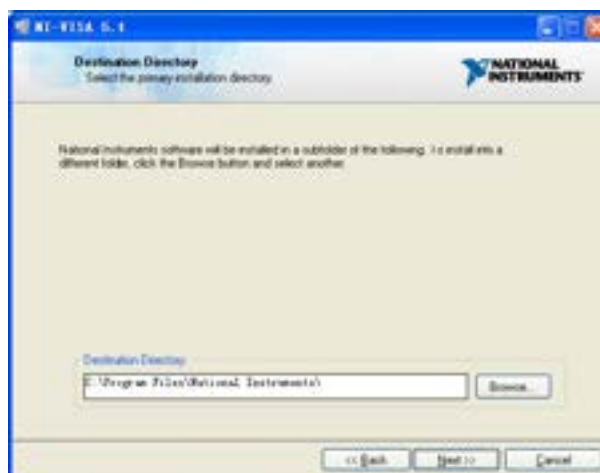 NI-VISA 5.1
Destination Directory
Select the primary installation directory.
NATIONAL
INSTRUMENTS
National Instruments software will be installed in a subfolder of the following. To install into a
different folder, click the Browse button and select another
Destination Directory
:\Program Files\National Instruments\
Browse...
<< Back
Next >>
Cancel